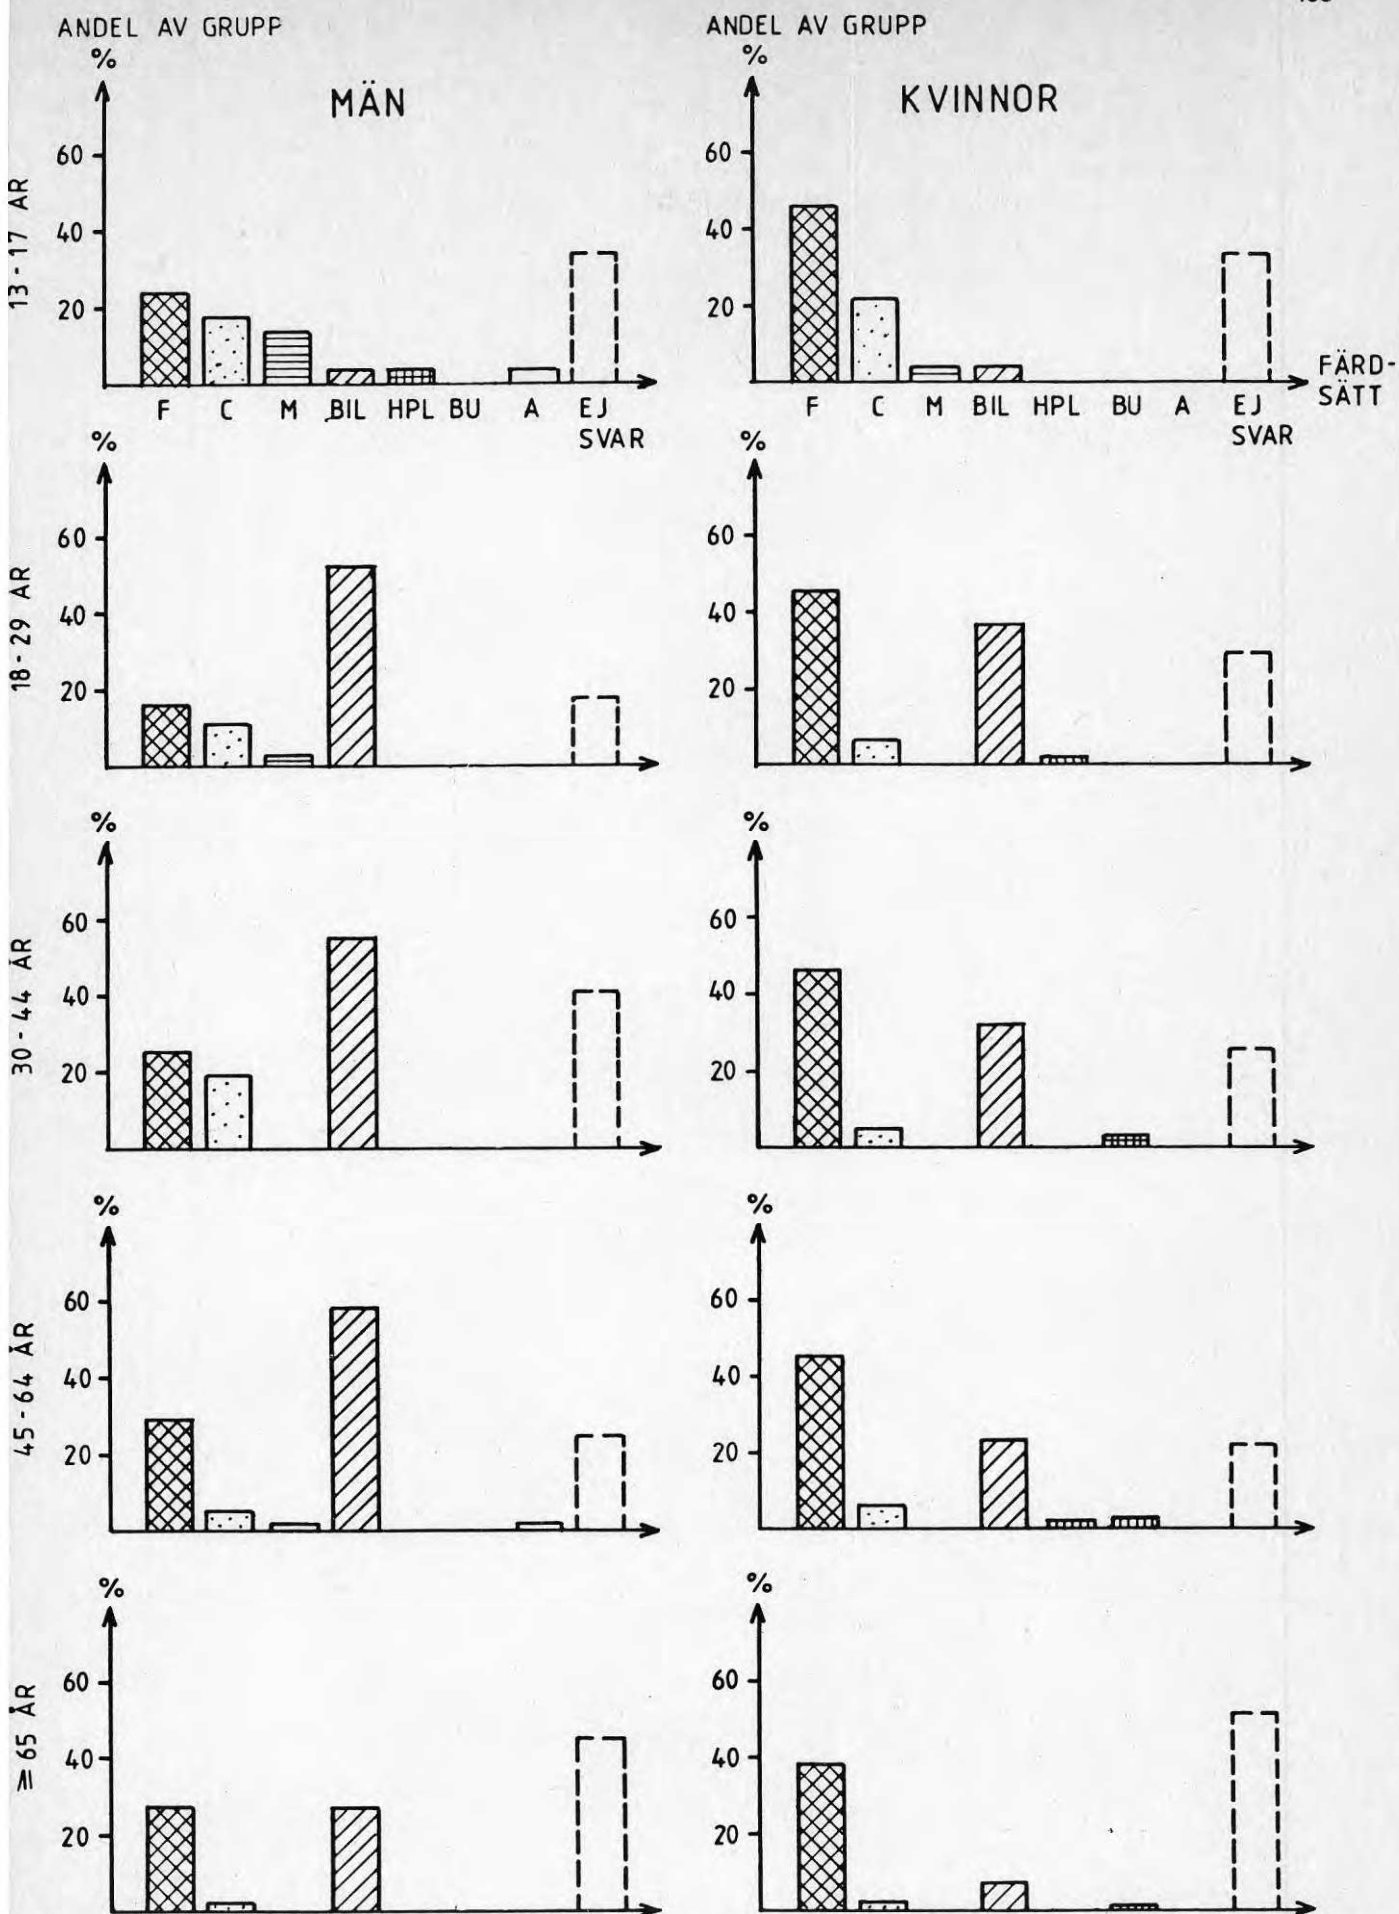 ANDEL AV GRUPP
%
MÄN
60
40
20
13 - 17 ÅR
F C M BIL HPL BU A EJ
SVAR
ANDEL AV GRUPP
%
KVINNOR
60
40
20
F C M BIL HPL BU A EJ
SVAR
FÄRD-
SÄTT
%
60
40
20
18 - 29 ÅR
%
60
40
20
%
60
40
20
30 - 44 ÅR
%
60
40
20
%
60
40
20
45 - 64 ÅR
%
60
40
20
%
60
40
20
≥ 65 ÅR
%
60
40
20